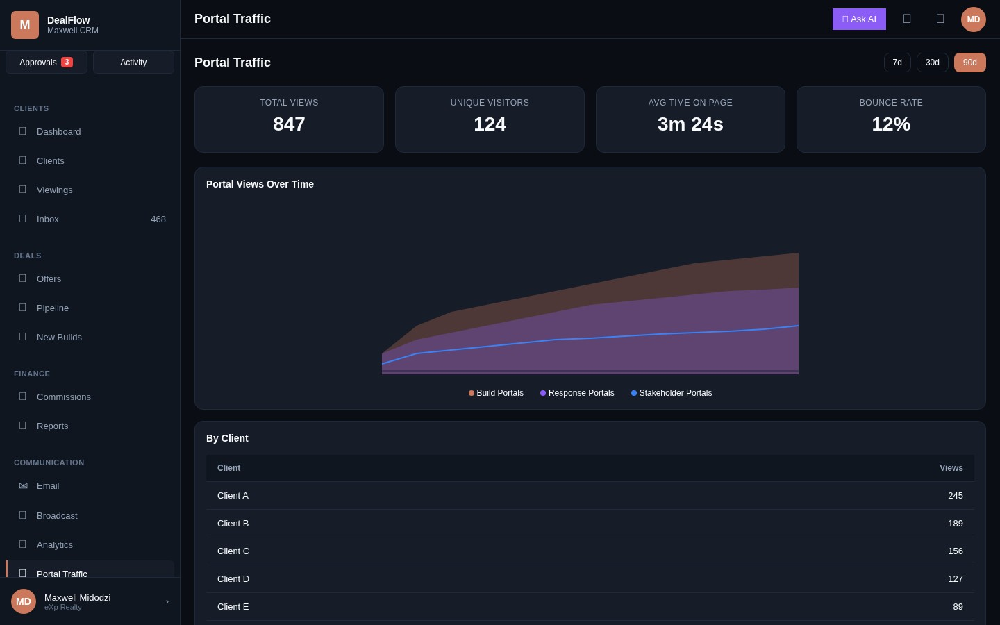 M
DealFlow
Maxwell CRM
Approvals 3
Activity
CLIENTS
Dashboard
Clients
Viewings
Inbox 468
DEALS
Offers
Pipeline
New Builds
FINANCE
Commissions
Reports
COMMUNICATION
Email
Broadcast
Analytics
Portal Traffic
MD
Maxwell Midodzi
eXp Realty
Portal Traffic
Ask AI
MD
Portal Traffic
7d 30d 90d
TOTAL VIEWS
847
UNIQUE VISITORS
124
AVG TIME ON PAGE
3m 24s
BOUNCE RATE
12%
Portal Views Over Time
Build Portals Response Portals Stakeholder Portals
By Client
Client Views
Client A 245
Client B 189
Client C 156
Client D 127
Client E 89